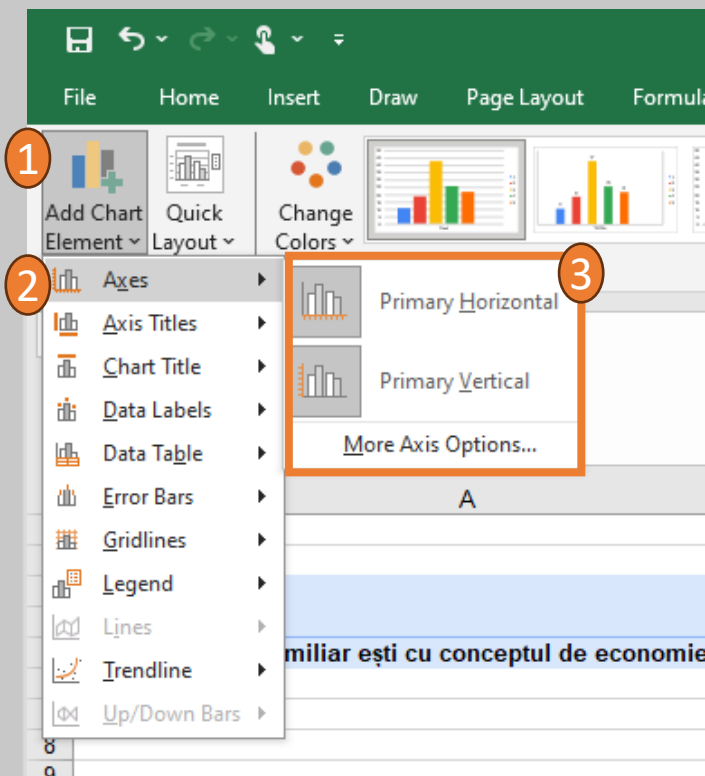 File Home Insert Draw Page Layout Formula
1
Add Chart Element
Quick Layout
Change Colors
2
Axes
3
Primary Horizontal
Axis Titles
Chart Title
Primary Vertical
Data Labels
Data Table
More Axis Options...
Error Bars
A
Gridlines
Legend
Lines
miliar ești cu conceptul de economie
Trendline
Up/Down Bars
8
9